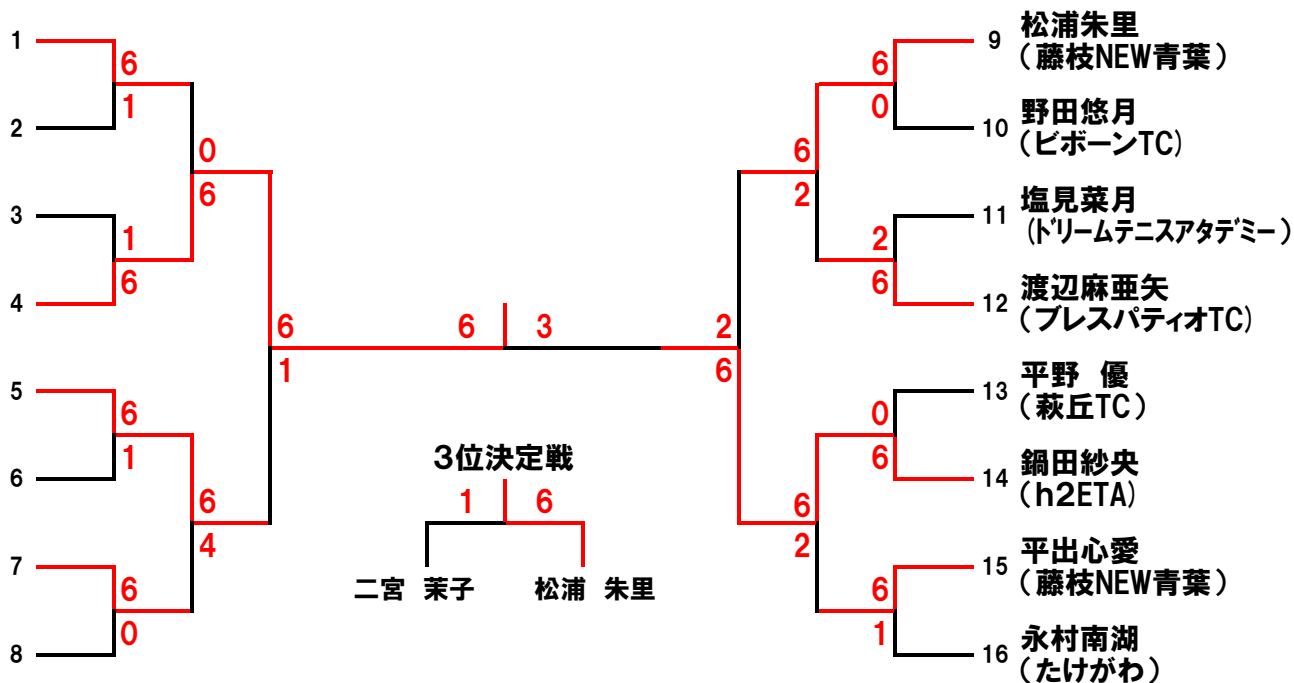 1
6
1
2
0
6
3
1
6
4
6
1
5
6
1
6
6
4
7
6
0
8
6
3
2
6
3位決定戦
1
6
二宮 茉子
松浦 朱里
6
0
6
2
2
6
0
6
6
2
6
1
9 松浦朱里
(藤枝NEW青葉)
10 野田悠月
(ビボーンTC)
11 塩見菜月
(ドリームテニスアタデミー)
12 渡辺麻亜矢
(ブレスパティオTC)
13 平野 優
(萩丘TC)
14 鍋田紗央
(h2ETA)
15 平出心愛
(藤枝NEW青葉)
16 永村南湖
(たけがわ)